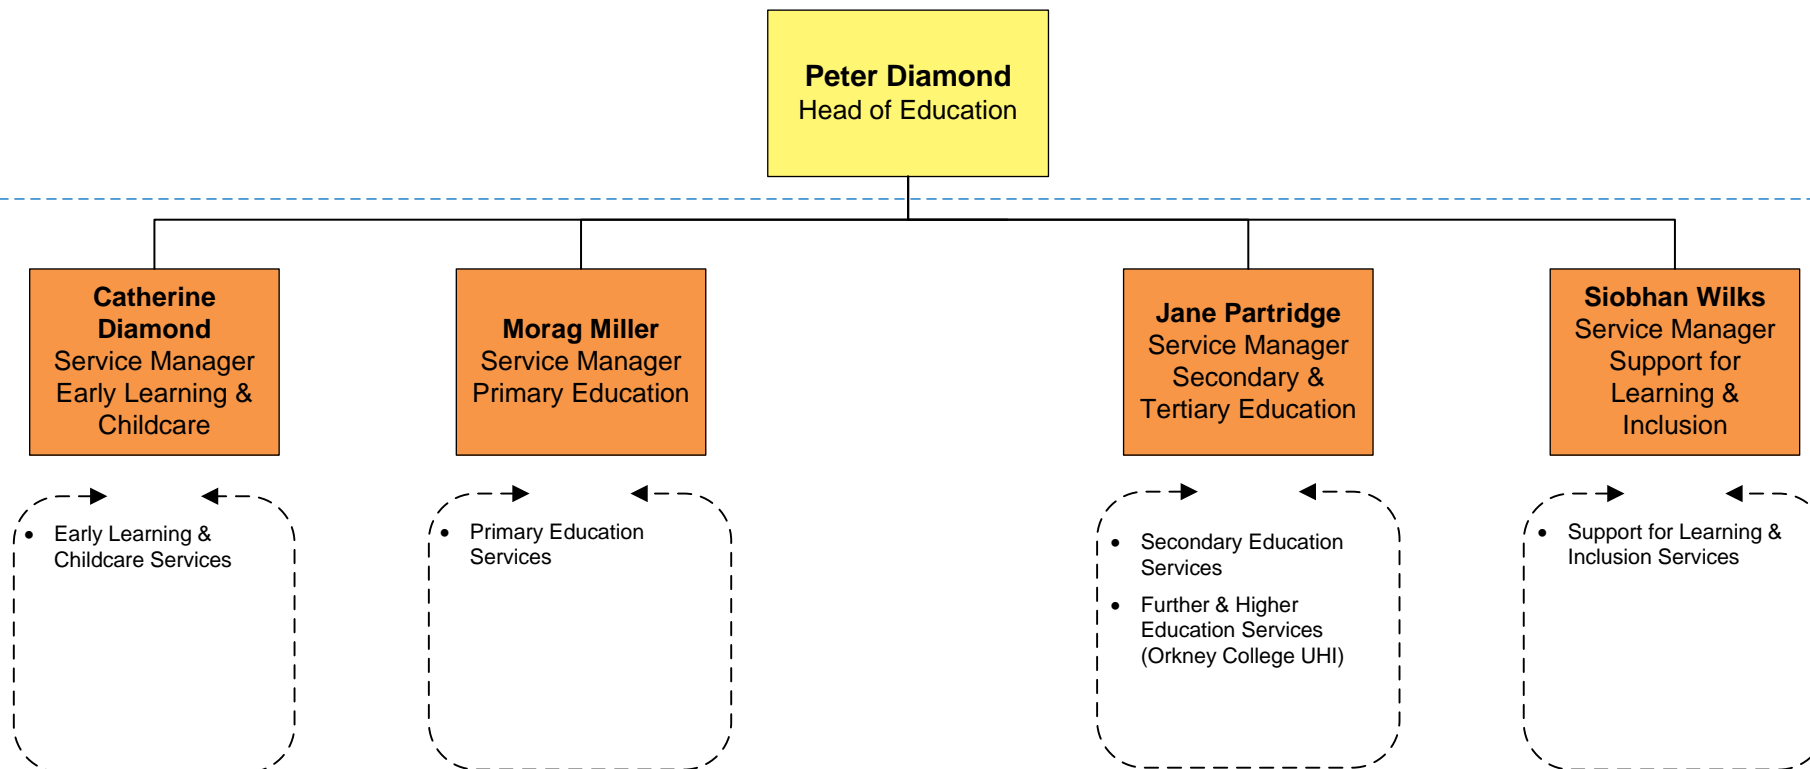 Peter Diamond
Head of Education
Catherine
Diamond
Service Manager
Early Learning &
Childcare
Morag Miller
Service Manager
Primary Education
Jane Partridge
Service Manager
Secondary &
Tertiary Education
Siobhan Wilks
Service Manager
Support for
Learning &
Inclusion
• Early Learning &
Childcare Services
• Primary Education
Services
• Secondary Education
Services
• Further & Higher
Education Services
(Orkney College UHI)
• Support for Learning &
Inclusion Services